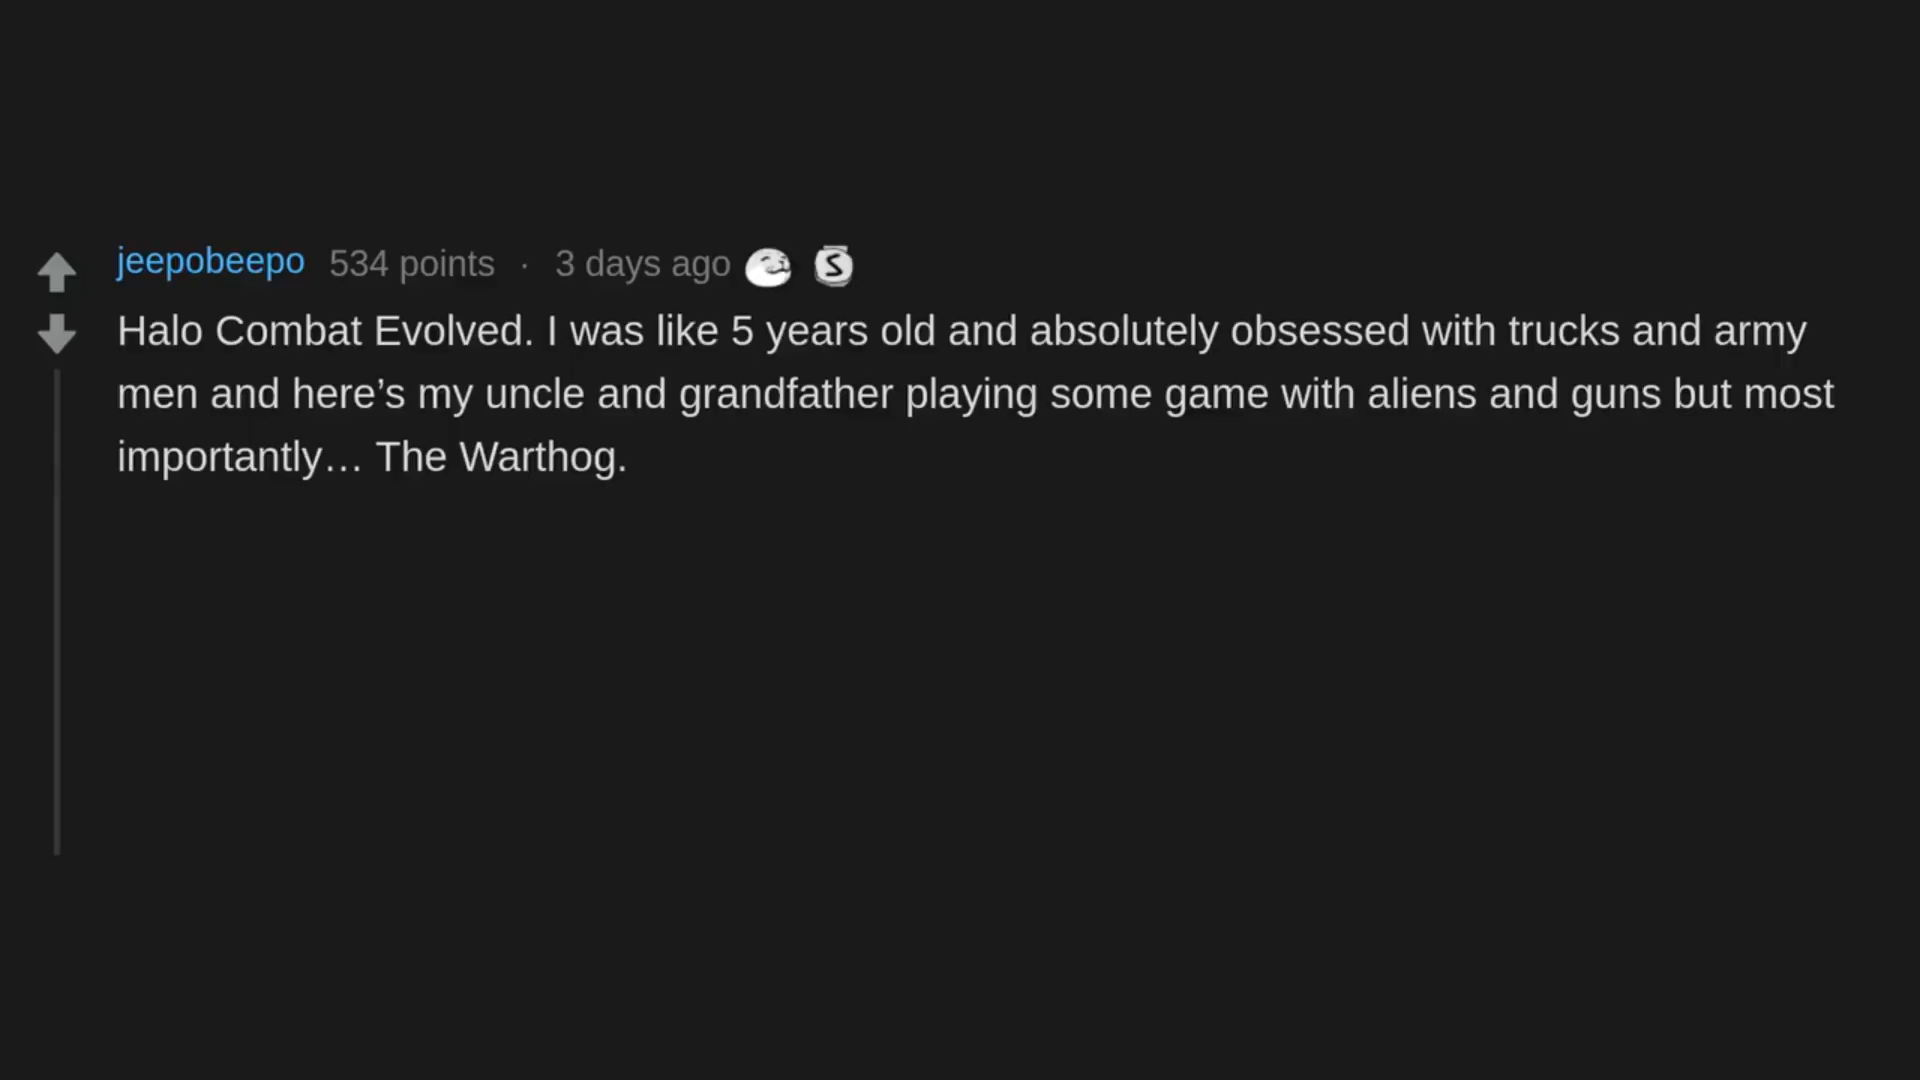 jeepobeepo 534 points · 3 days ago S
Halo Combat Evolved. I was like 5 years old and absolutely obsessed with trucks and army
men and here’s my uncle and grandfather playing some game with aliens and guns but most
importantly… The Warthog.